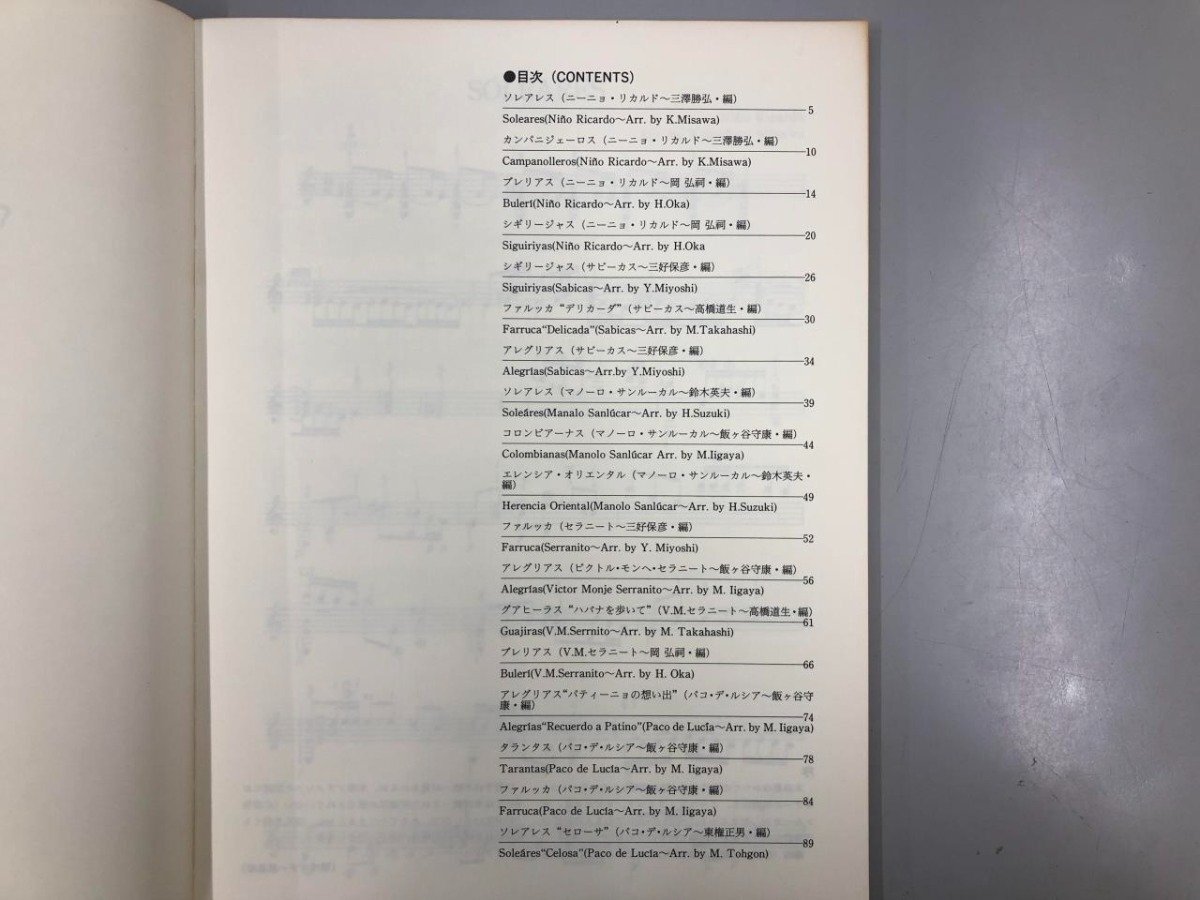 ●目次（CONTENTS）
ソレアレス（ニーニョ・リカルド～三澤勝弘・編）
5
Soleares(Niño Ricardo～Arr. by K.Misawa)
カンパニジェーロス（ニーニョ・リカルド～三澤勝弘・編）
10
Campanolleros(Niño Ricardo～Arr. by K.Misawa)
ブレリアス（ニーニョ・リカルド～岡 弘祠・編）
14
Bulerí(Niño Ricardo～Arr. by H.Oka)
シギリージャス（ニーニョ・リカルド～岡 弘祠・編）
20
Siguiriyas(Niño Ricardo～Arr. by H.Oka
シギリージャス（サビーカス～三好保彦・編）
26
Siguiriyas(Sabicas～Arr. by Y.Miyoshi)
ファルッカ“デリカーダ”（サビーカス～高橋道生・編）
30
Farruca“Delicada”(Sabicas～Arr. by M.Takahashi)
アレグリアス（サビーカス～三好保彦・編）
34
Alegrías(Sabicas～Arr.by Y.Miyoshi)
ソレアレス（マノーロ・サンルーカル～鈴木英夫・編）
39
Soleáres(Manalo Sanlúcar～Arr. by H.Suzuki)
コロンビアーナス（マノーロ・サンルーカル～飯ヶ谷守康・編）
44
Colombianas(Manolo Sanlúcar Arr. by M.Iigaya)
エレンシア・オリエンタル（マノーロ・サンルーカル～鈴木英夫・
編）
49
Herencia Oriental(Manolo Sanlúcar～Arr. by H.Suzuki)
ファルッカ（セラニート～三好保彦・編）
52
Farruca(Serranito～Arr. by Y. Miyoshi)
アレグリアス（ビクトル・モンヘ・セラニート～飯ヶ谷守康・編）
56
Alegrías(Victor Monje Serranito～Arr. by M. Iigaya)
グアヒーラス“ハバナを歩いて”（V.M.セラニート～高橋道生・編）
61
Guajiras(V.M.Serrnito～Arr. by M. Takahashi)
ブレリアス（V.M.セラニート～岡 弘祠・編）
66
Bulerí(V.M.Serranito～Arr. by H. Oka)
アレグリアス“パティーニョの想い出”（パコ・デ・ルシア～飯ヶ谷守
康・編）
74
Alegrías“Recuerdo a Patino”(Paco de Lucía～Arr. by M. Iigaya)
タランタス（パコ・デ・ルシア～飯ヶ谷守康・編）
78
Tarantas(Paco de Lucía～Arr. by M. Iigaya)
ファルッカ（パコ・デ・ルシア～飯ヶ谷守康・編）
84
Farruca(Paco de Lucía～Arr. by M. Iigaya)
ソレアレス“セローサ”（パコ・デ・ルシア～東権正男・編）
89
Soleáres“Celosa”(Paco de Lucía～Arr. by M. Tohgon)